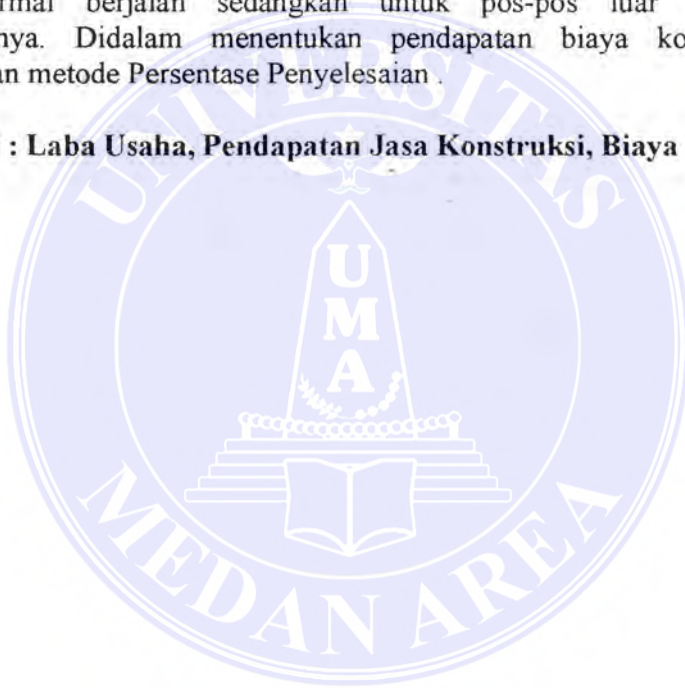 rmal berjalan sedangkan untuk pos-pos luar
nya. Didalam menentukan pendapatan biaya ko
an metode Persentase Penyelesaian .
: Laba Usaha, Pendapatan Jasa Konstruksi, Biaya
UNIVERSITAS
U
M
A
MEDAN AREA